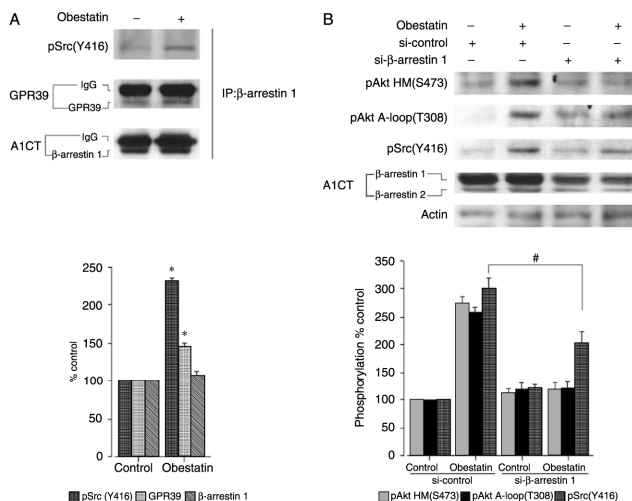 A
Obestatin − +
pSrc(Y416)
IgG
GPR39
GPR39
IP:β-arrestin 1
IgG
A1CT
β-arrestin 1
250
200
150
100
50
0
% control
*
*
Control Obestatin
pSrc (Y416) GPR39 β-arrestin 1
B
Obestatin − + − +
si-control + + − −
si-β-arrestin 1 − − + +
pAkt HM(S473)
pAkt A-loop(T308)
pSrc(Y416)
β-arrestin 1
A1CT
β-arrestin 2
Actin
350
300
250
200
150
100
50
0
Phosphorylation % control
#
Control Obestatin Control Obestatin
si-control si-β-arrestin 1
pAkt HM(S473) pAkt A-loop(T308) pSrc(Y416)